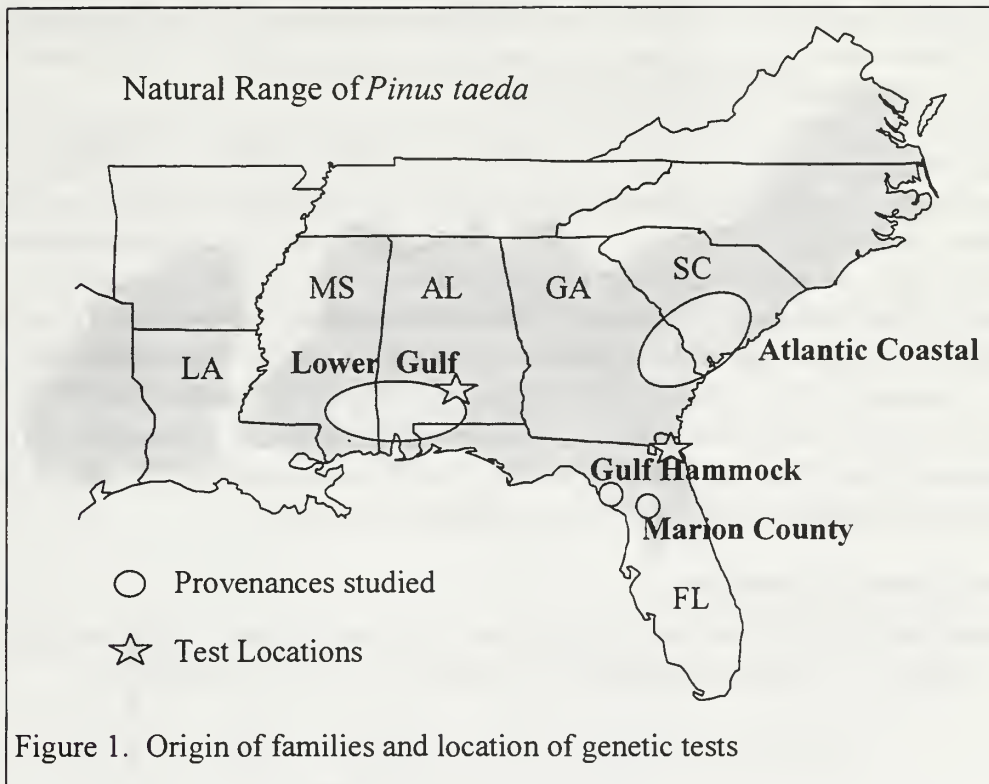 Natural Range of Pinus taeda
MS
AL
GA
SC
LA
Lower Gulf
Atlantic Coastal
Gulf Hammock
Marion County
FL
Provenances studied
Test Locations
Figure 1. Origin of families and location of genetic tests